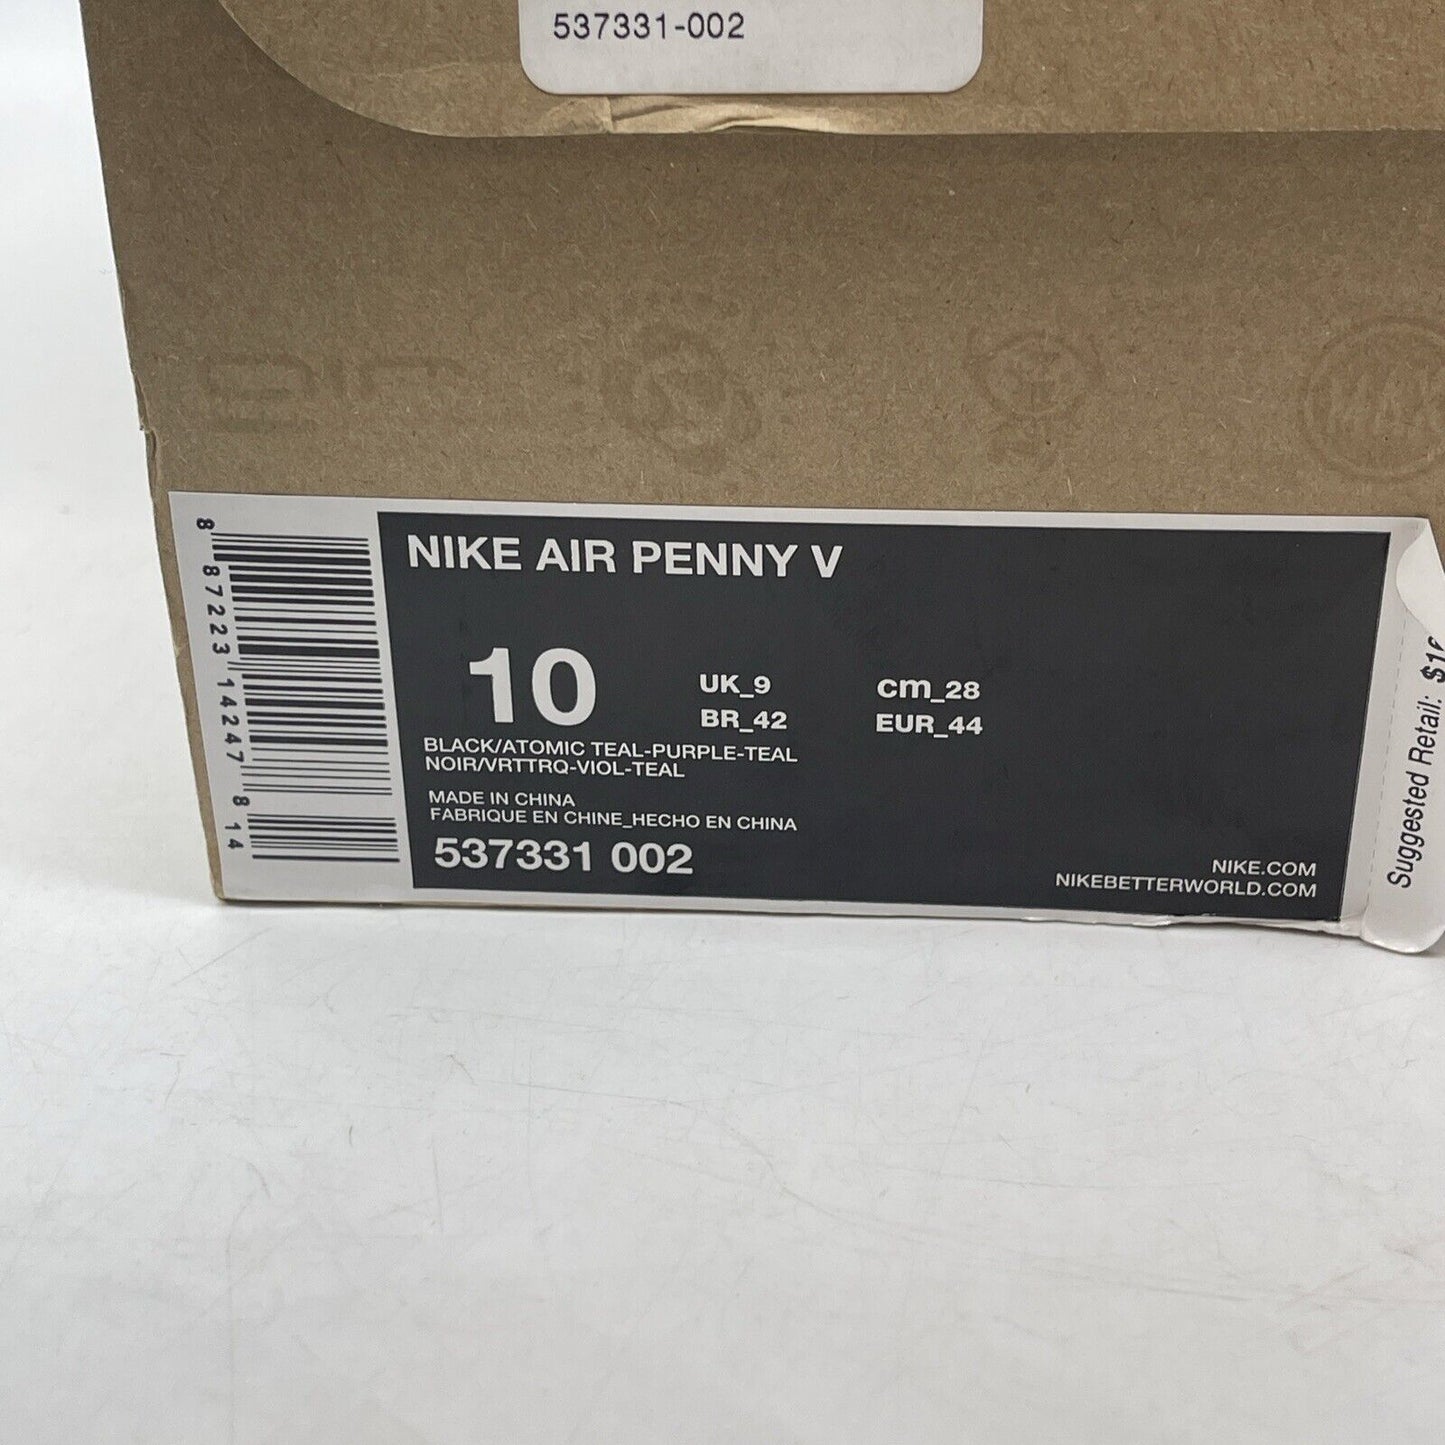 537331-002
NIKE AIR PENNY V
10
UK_9
cm_28
BR_42
EUR_44
BLACK/ATOMIC TEAL-PURPLE-TEAL
NOIR/VRTTRQ-VIOL-TEAL
MADE IN CHINA
FABRIQUE EN CHINE_HECHO EN CHINA
537331 002
NIKE.COM
NIKEBETTERWORLD.COM
8 87223 14247 8 14
Suggested Retail: